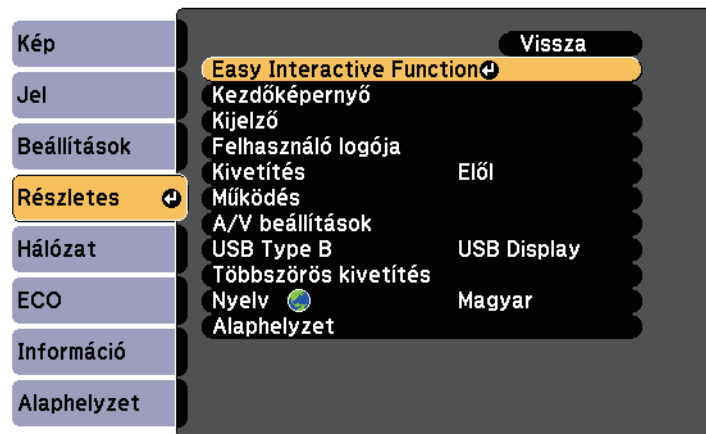 Kép
Jel
Beállítások
Részletes
Hálózat
ECO
Információ
Alaphelyzet
Vissza
Easy Interactive Function
Kezdőképernyő
Kijelző
Felhasználó logója
Kivetítés Elől
Működés
A/V beállítások
USB Type B USB Display
Többszörös kivetítés
Nyelv Magyar
Alaphelyzet